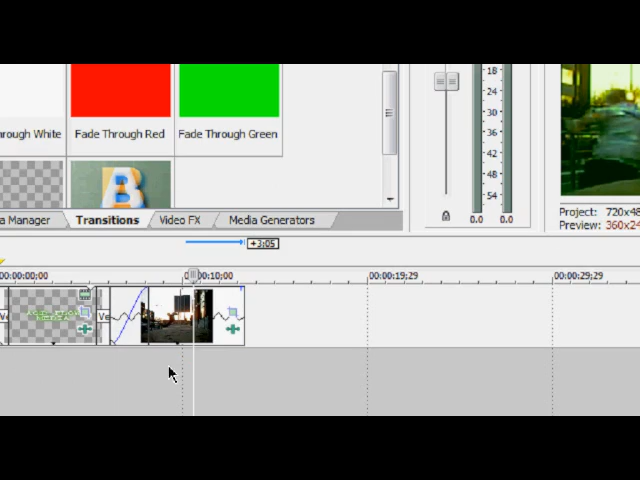 18
24
30
36
42
48
54
0.0 0.0
rough White
Fade Through Red
Fade Through Green
B
a Manager
Transitions
Video FX
Media Generators
Project: 720x48
Preview: 360x24
+3:05
00:00:00;00
00:00:10;00
00:00:19;29
00:00:29;29
Ve